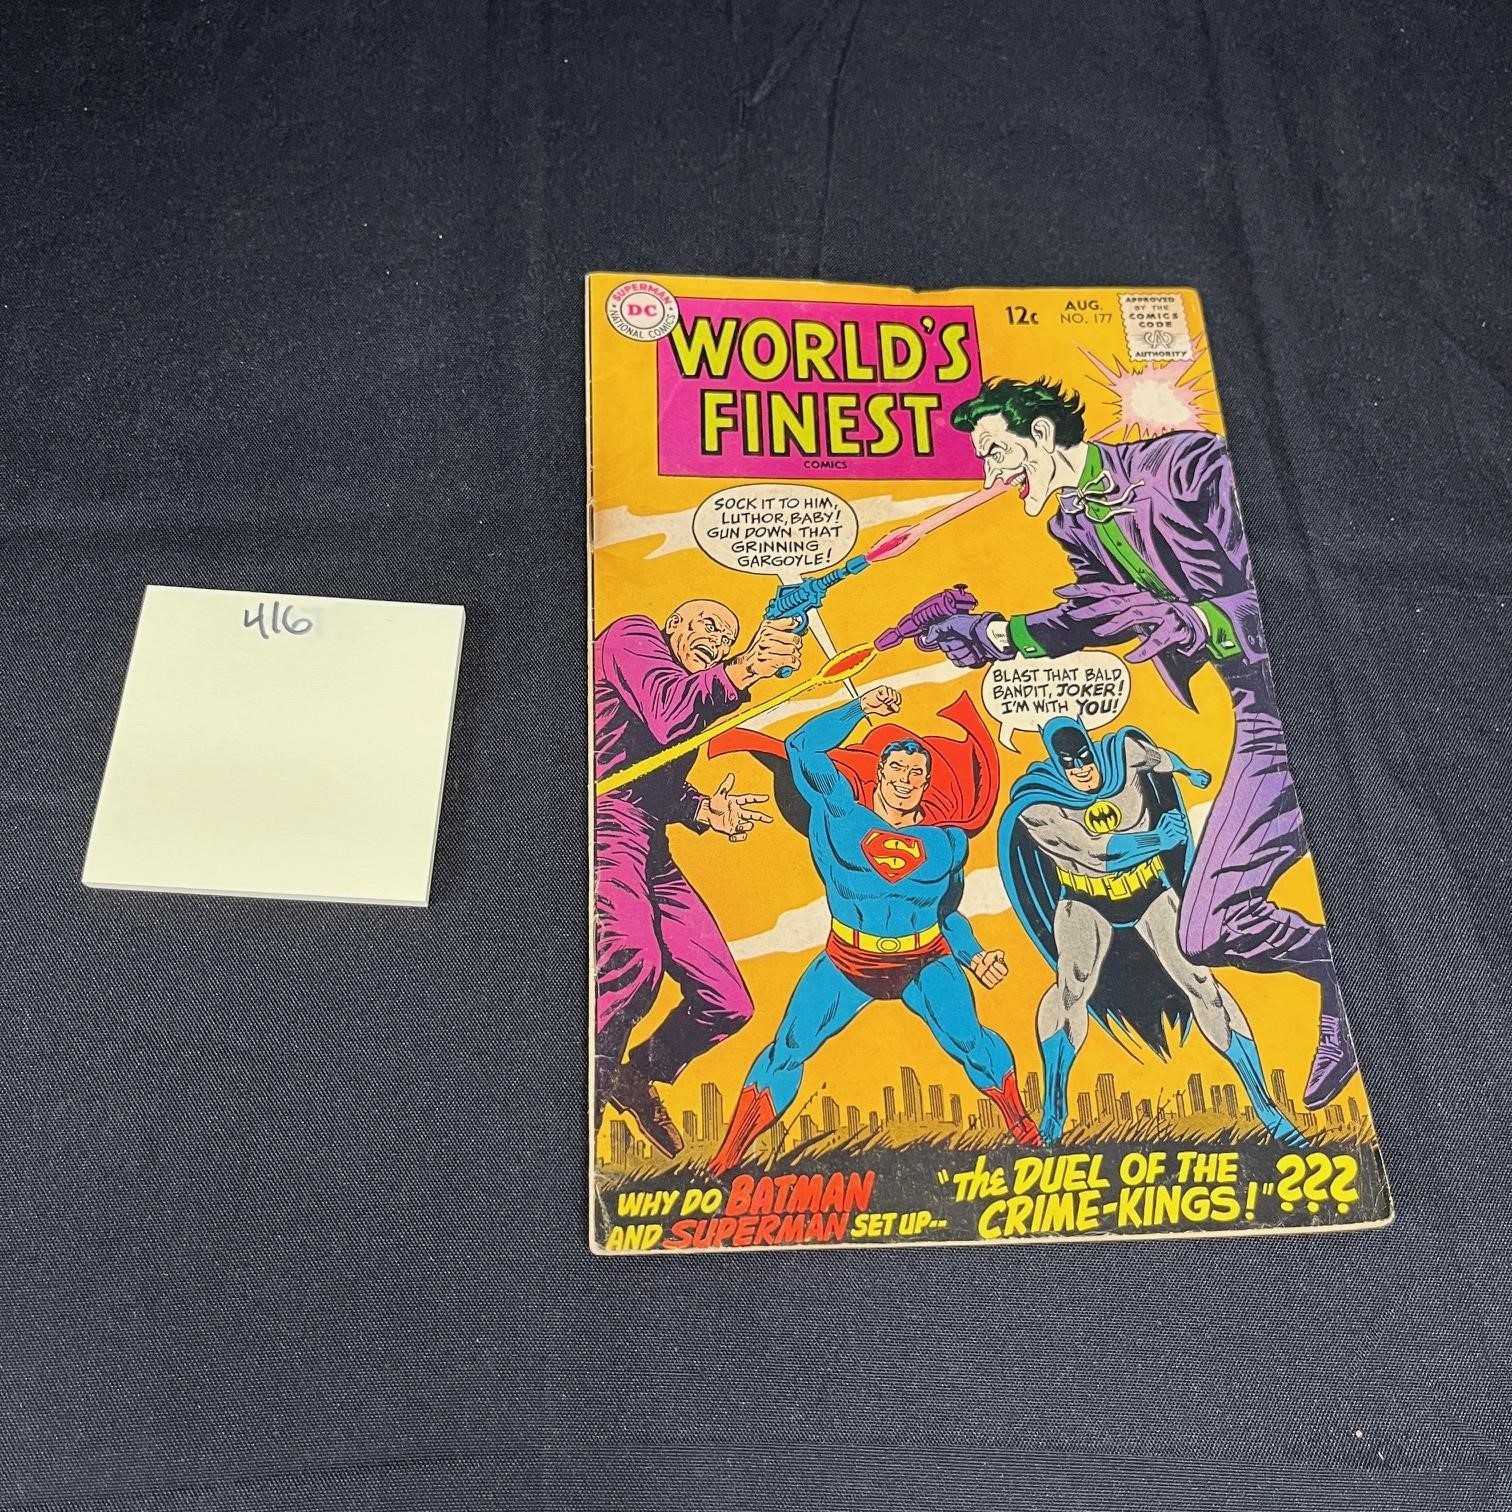 416
SUPERMAN
DC
NATIONAL COMICS
WORLD'S
FINEST
COMICS
12¢
AUG.
NO. 177
APPROVED
BY THE
COMICS
CODE
CA
AUTHORITY
SOCK IT TO HIM,
LUTHOR, BABY!
GUN DOWN THAT
GRINNING
GARGOYLE!
BLAST THAT BALD
BANDIT, JOKER!
I'M WITH YOU!
S
WHY DO BATMAN
AND SUPERMAN SET UP--
"The DUEL OF THE
CRIME-KINGS!"???